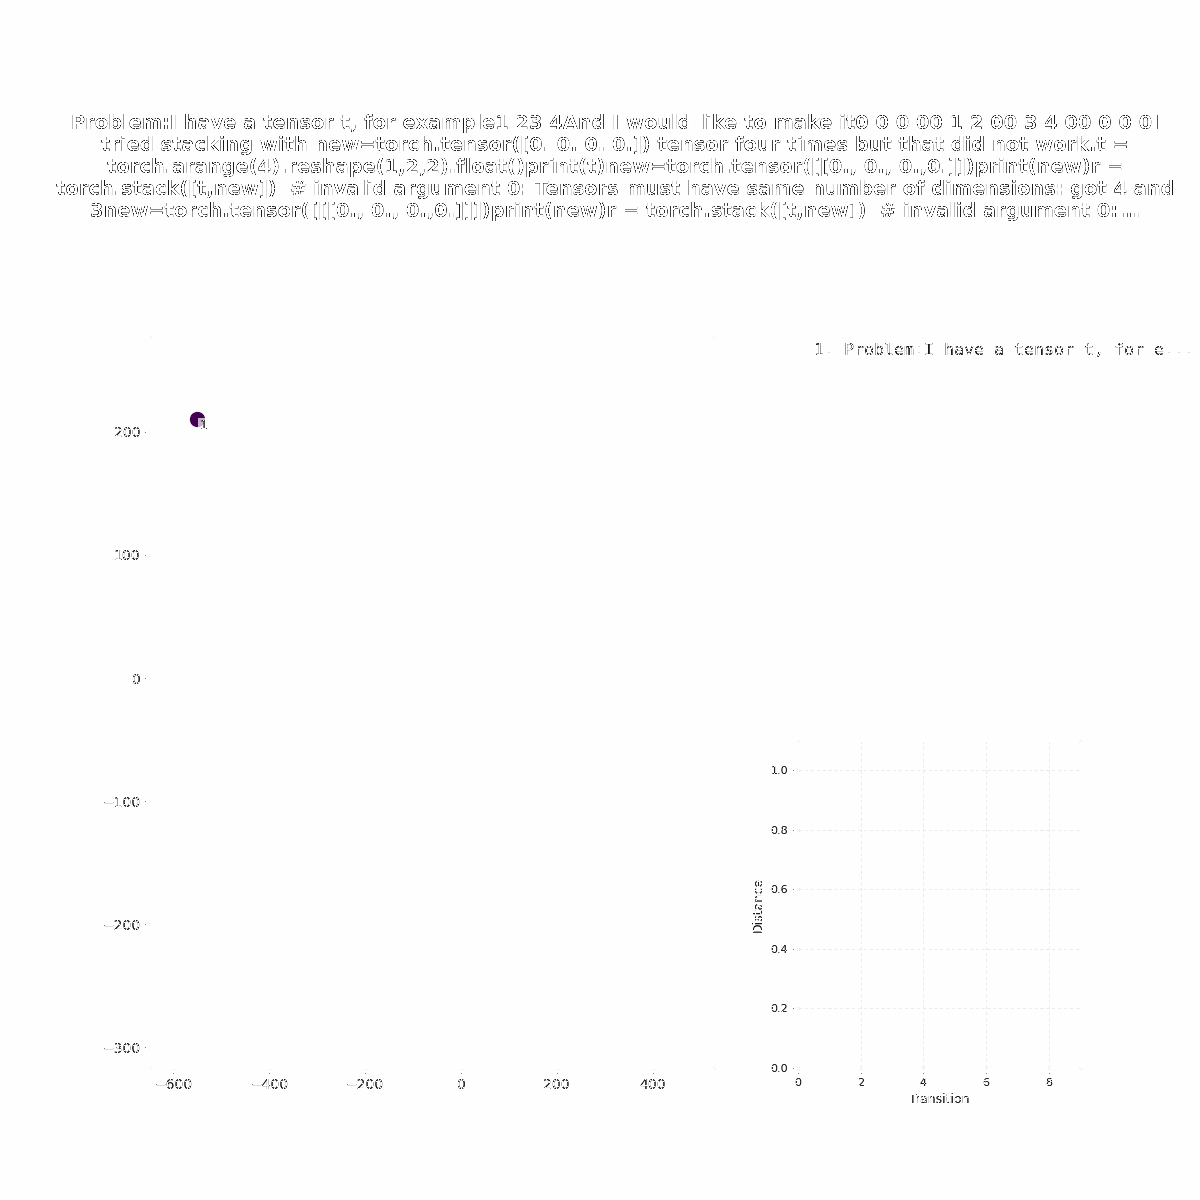 Problem:I have a tensor t, for example1 23 4And I would like to make it0 0 0 00 1 2 00 3 4 00 0 0 0I
tried stacking with new=torch.tensor([0. 0. 0. 0.]) tensor four times but that did not work.t =
torch.arange(4).reshape(1,2,2).float()print(t)new=torch.tensor([[0., 0., 0.,0.]])print(new)r =
torch.stack([t,new])  # invalid argument 0: Tensors must have same number of dimensions: got 4 and
3new=torch.tensor([[[0., 0., 0.,0.]]])print(new)r = torch.stack([t,new])  # invalid argument 0:...
1. Problem:I have a tensor t, for e...
1
200
100
0
−100
−200
−300
−600 −400 −200 0 200 400
1.0
0.8
0.6
0.4
0.2
0.0
Distance
0 2 4 6 8
Transition